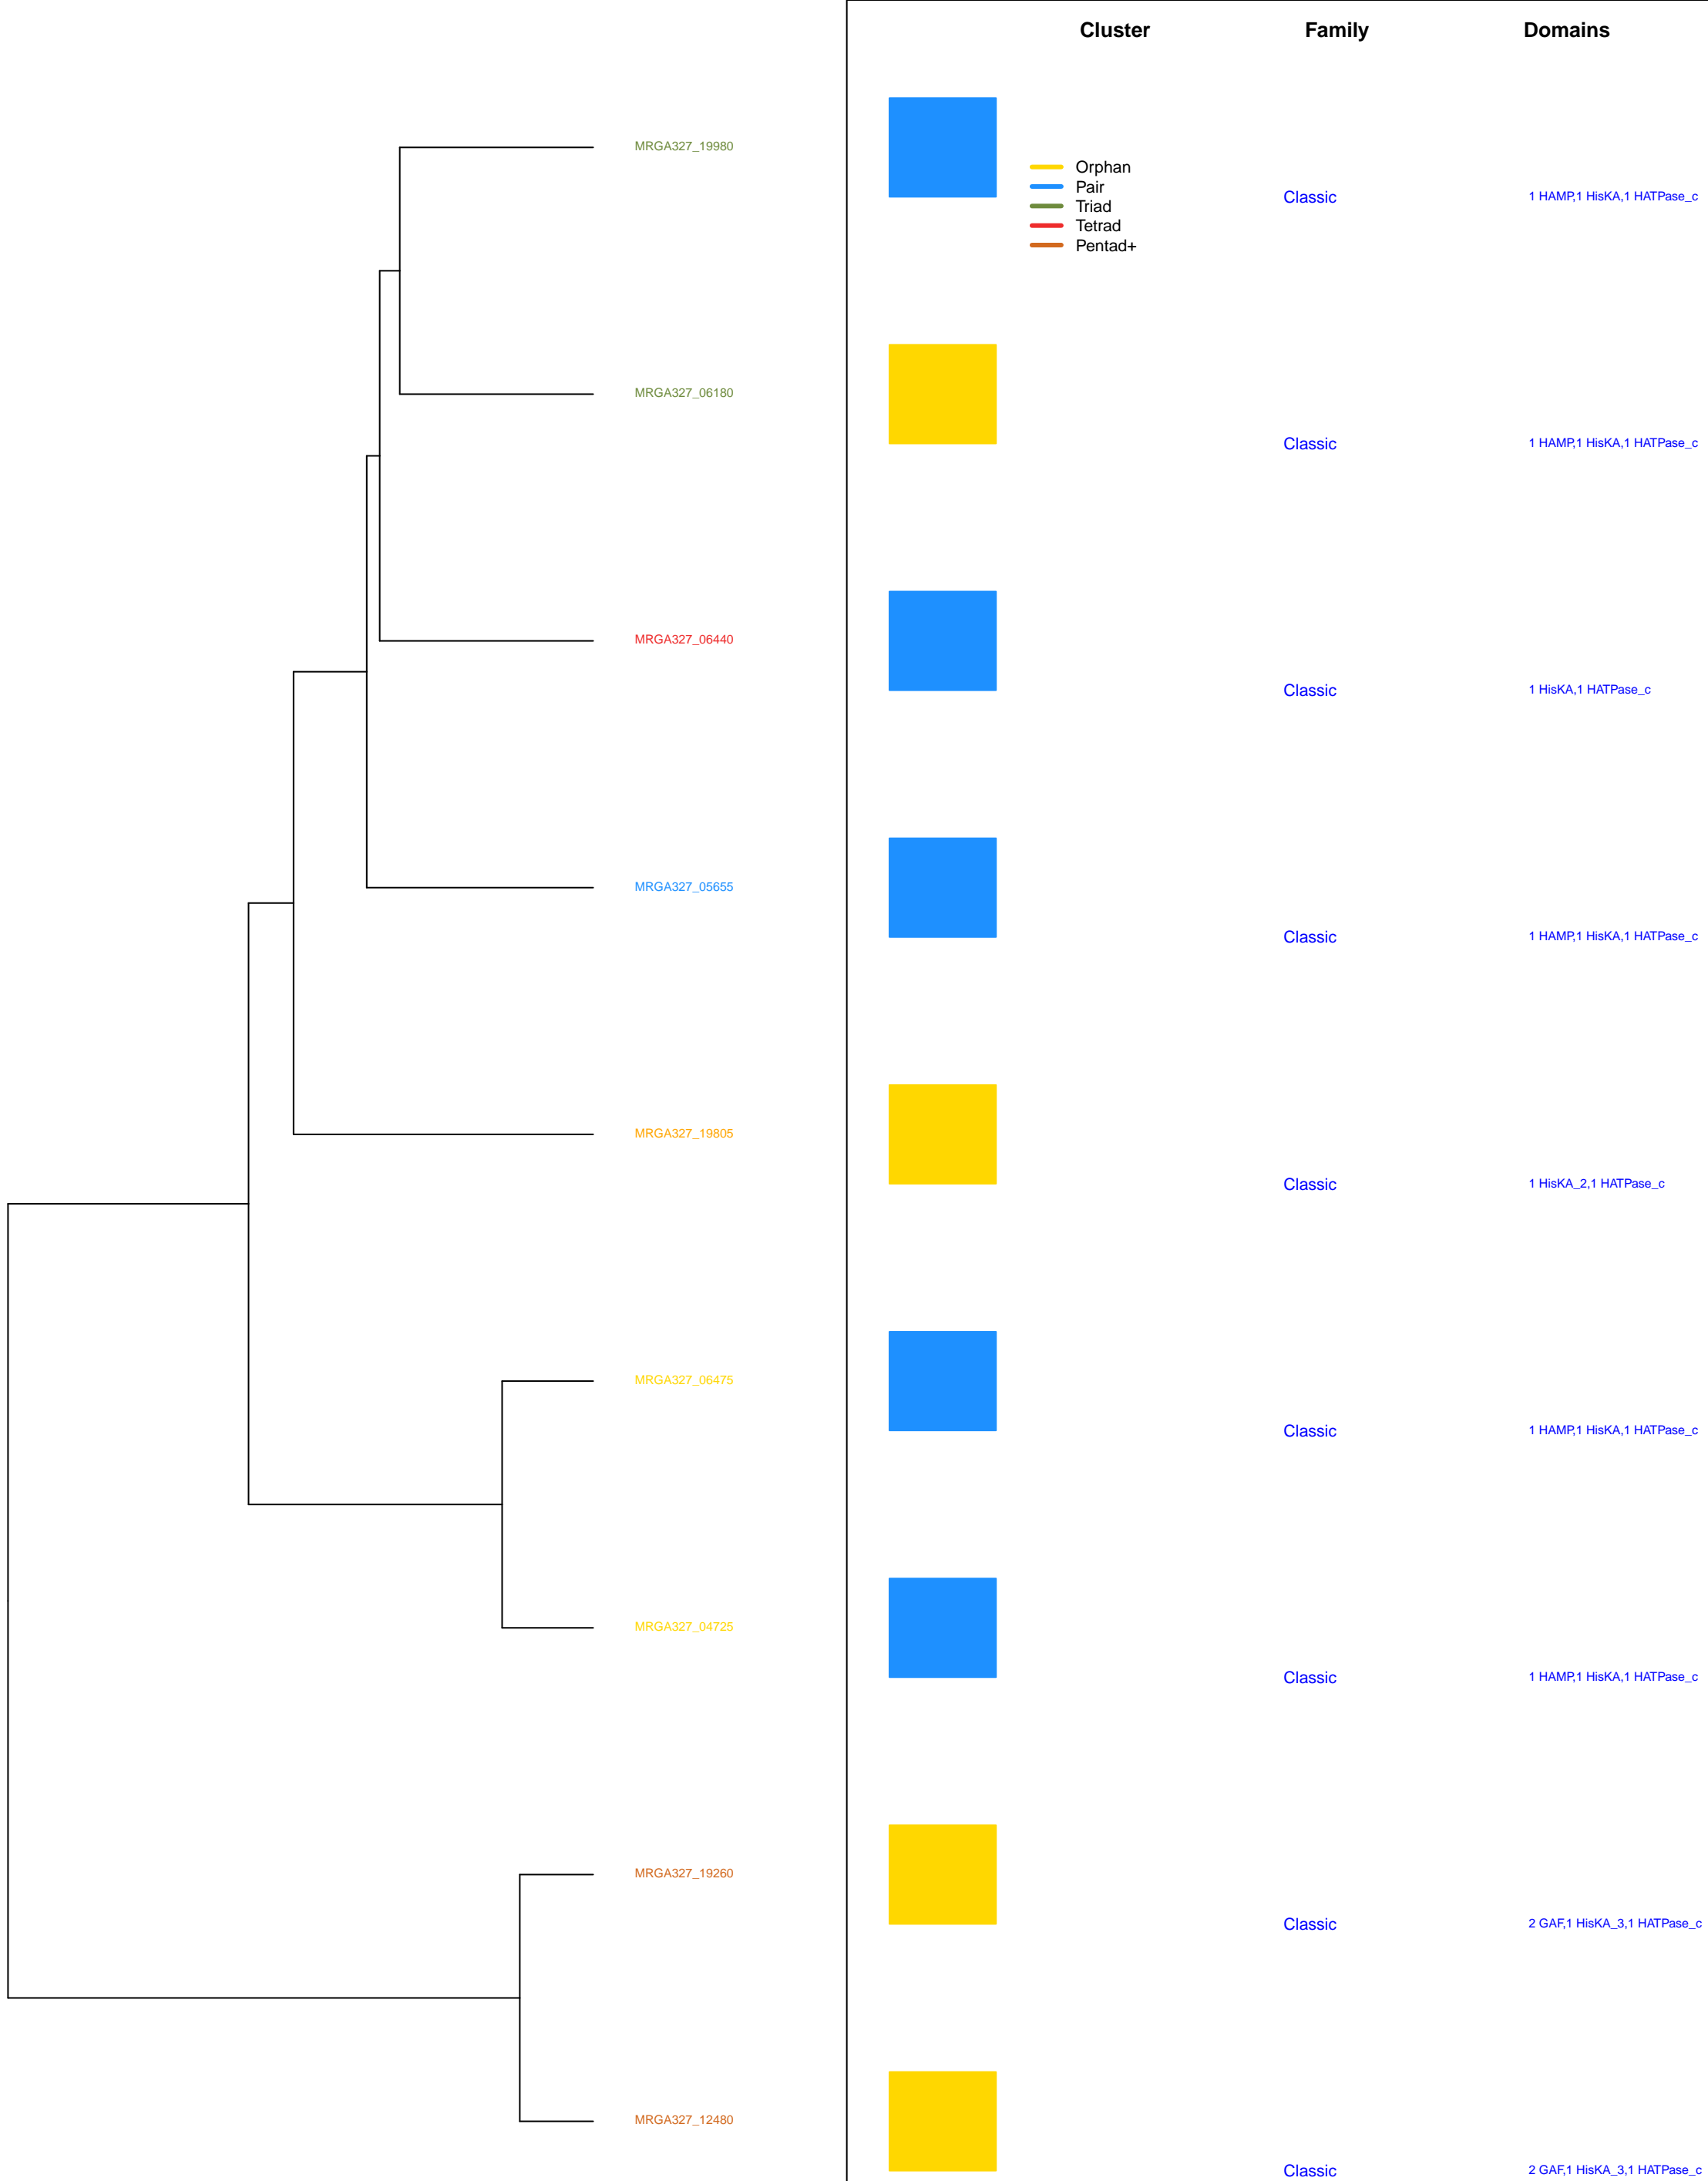 Cluster Family Domains
MRGA327_19980
Orphan
Pair
Triad
Tetrad
Pentad+
Classic 1 HAMP,1 HisKA,1 HATPase_c
MRGA327_06180
Classic 1 HAMP,1 HisKA,1 HATPase_c
MRGA327_06440
Classic 1 HisKA,1 HATPase_c
MRGA327_05655
Classic 1 HAMP,1 HisKA,1 HATPase_c
MRGA327_19805
Classic 1 HisKA_2,1 HATPase_c
MRGA327_06475
Classic 1 HAMP,1 HisKA,1 HATPase_c
MRGA327_04725
Classic 1 HAMP,1 HisKA,1 HATPase_c
MRGA327_19260
Classic 2 GAF,1 HisKA_3,1 HATPase_c
MRGA327_12480
Classic 2 GAF,1 HisKA_3,1 HATPase_c